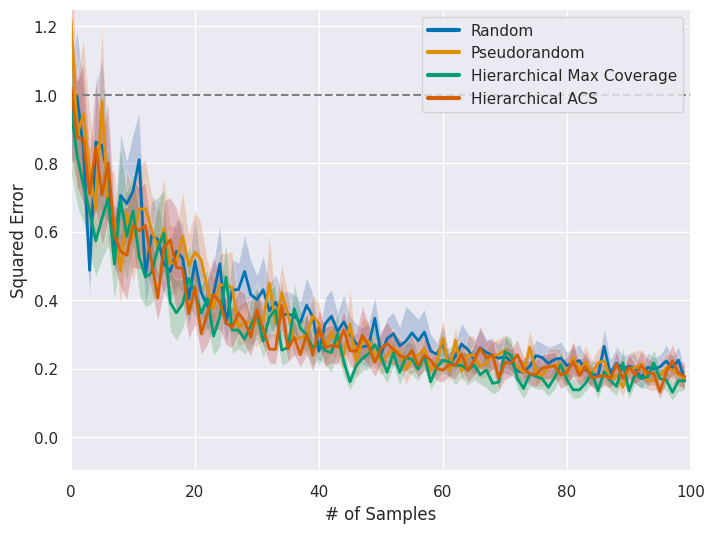 Squared Error
1.2
1.0
0.8
0.6
0.4
0.2
0.0
Random
Pseudorandom
Hierarchical Max Coverage
Hierarchical ACS
0 20 40 60 80 100
# of Samples